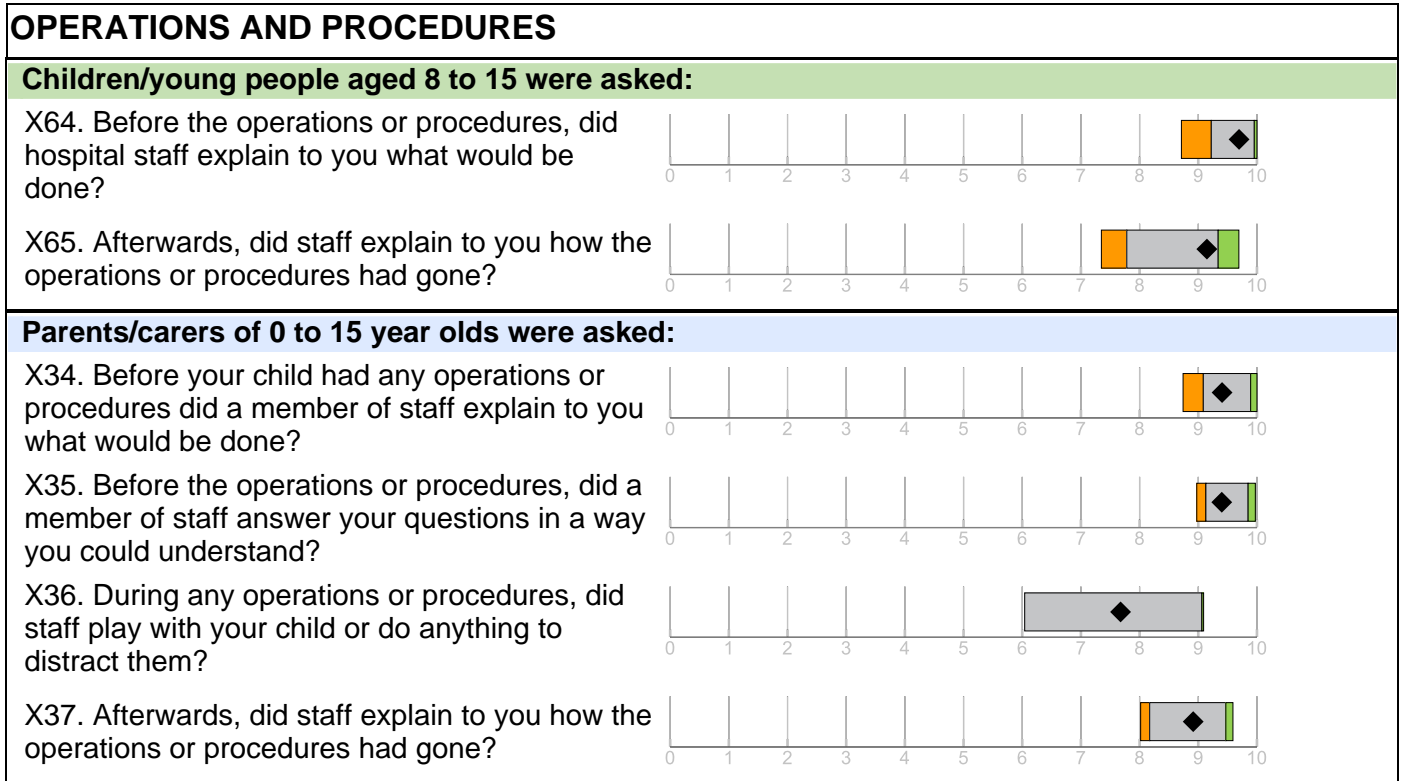 OPERATIONS AND PROCEDURES
Children/young people aged 8 to 15 were asked:
X64. Before the operations or procedures, did
hospital staff explain to you what would be
done?
0 1 2 3 4 5 6 7 8 9 10
X65. Afterwards, did staff explain to you how the
operations or procedures had gone?
0 1 2 3 4 5 6 7 8 9 10
Parents/carers of 0 to 15 year olds were asked:
X34. Before your child had any operations or
procedures did a member of staff explain to you
what would be done?
0 1 2 3 4 5 6 7 8 9 10
X35. Before the operations or procedures, did a
member of staff answer your questions in a way
you could understand?
0 1 2 3 4 5 6 7 8 9 10
X36. During any operations or procedures, did
staff play with your child or do anything to
distract them?
0 1 2 3 4 5 6 7 8 9 10
X37. Afterwards, did staff explain to you how the
operations or procedures had gone?
0 1 2 3 4 5 6 7 8 9 10